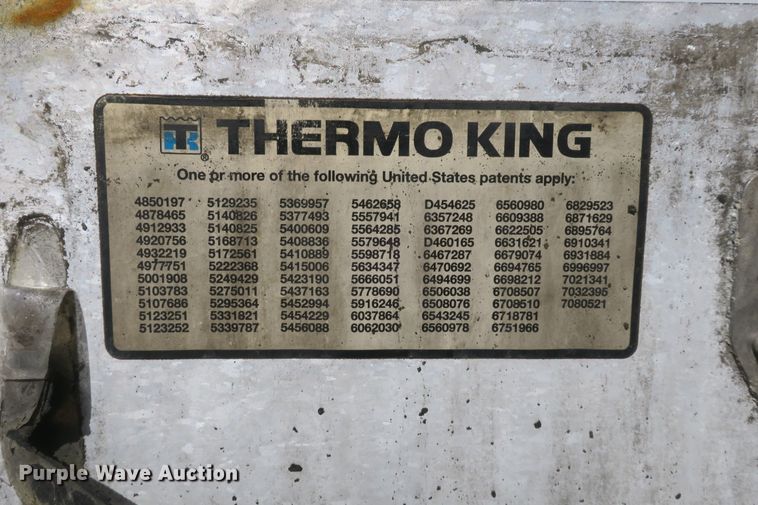 TK ® THERMO KING
One or more of the following United States patents apply:
4850197 5129235 5369957 5462658 D454625 6560980 6829523
4878465 5140826 5377493 5557941 6357248 6609388 6871629
4912933 5140825 5400609 5564285 6367269 6622505 6895764
4920756 5168713 5408836 5579648 D460165 6631621 6910341
4932219 5172561 5410889 5598718 6467287 6679074 6931884
4977751 5222368 5415006 5634347 6470692 6694765 6996997
5001908 5249429 5423190 5666051 6494699 6698212 7021341
5103783 5275011 5437163 5778690 6506038 6708507 7032395
5107686 5295364 5452994 5916246 6508076 6708510 7080521
5123251 5331821 5454229 6037864 6543245 6718781
5123252 5339787 5456088 6062030 6560978 6751966
Purple Wave Auction